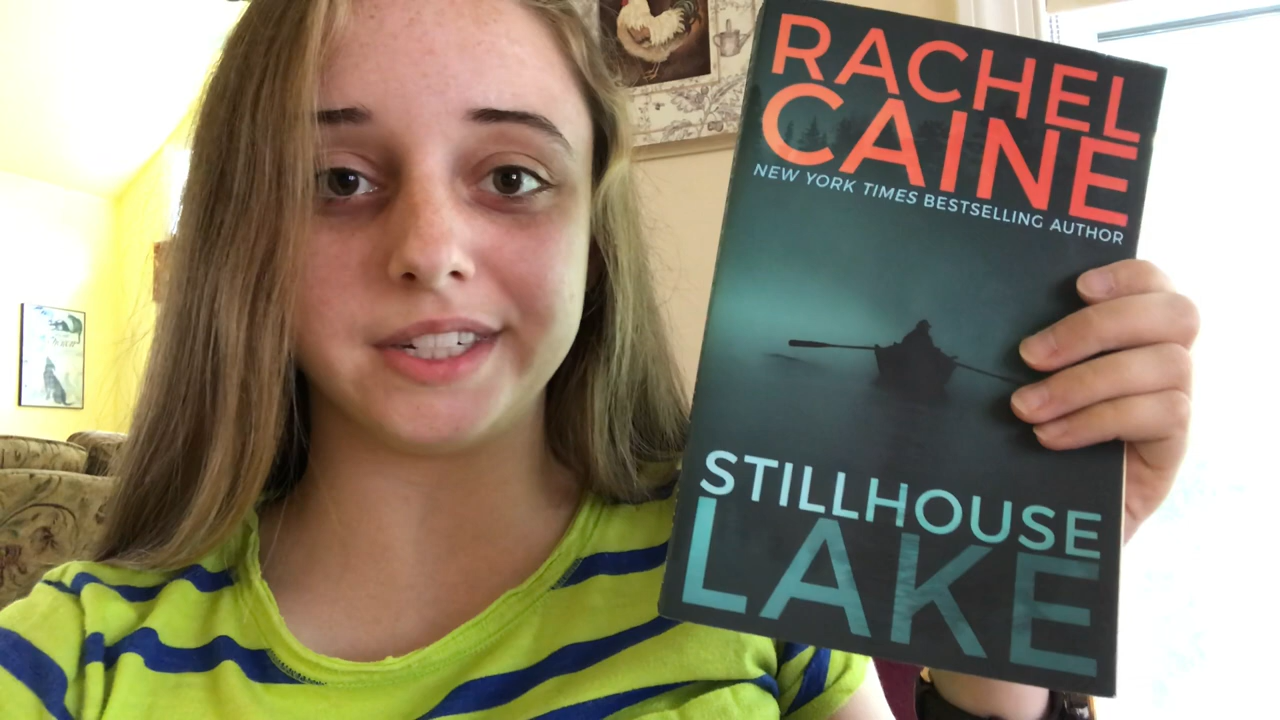 RACHEL
CAINE
NEW YORK TIMES BESTSELLING AUTHOR
STILLHOUSE
LAKE